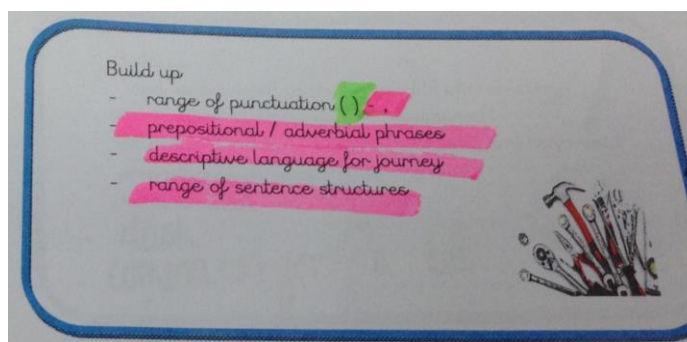 Build up
- range of punctuation ( ) - ,
- prepositional / adverbial phrases
- descriptive language for journey
- range of sentence structures